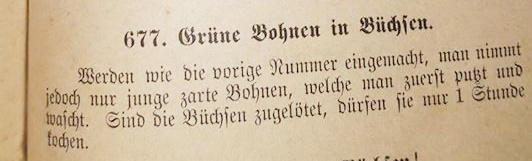 677. Grüne Bohnen in Büchsen.
Werden wie die vorige Nummer eingemacht, man nimmt
jedoch nur junge zarte Bohnen, welche man zuerst putzt und
wascht. Sind die Büchsen zugelötet, dürfen sie nur 1 Stunde
kochen.